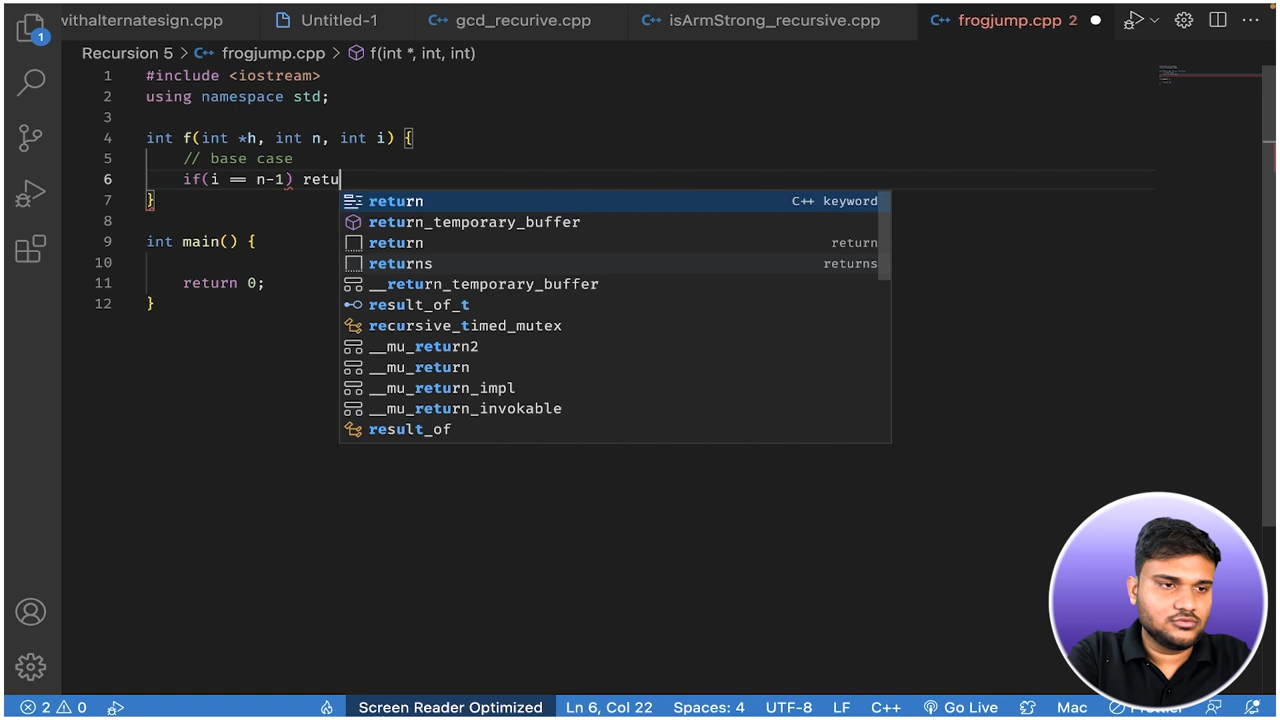 withalternatesign.cpp Untitled-1 gcd_recurive.cpp isArmStrong_recursive.cpp frogjump.cpp 2
1
Recursion 5 > frogjump.cpp > f(int *, int, int)
1 #include <iostream>
2 using namespace std;
3
4 int f(int *h, int n, int i) {
5 // base case
6 if(i == n-1) retu
return C++ keyword
7 }
return_temporary_buffer
8
return return
9 int main() {
returns returns
10
11 return 0;
__return_temporary_buffer
12 }
result_of_t
recursive_timed_mutex
__mu_return2
__mu_return
__mu_return_impl
__mu_return_invokable
result_of
2 0 Screen Reader Optimized Ln 6, Col 22 Spaces: 4 UTF-8 LF C++ Go Live Mac